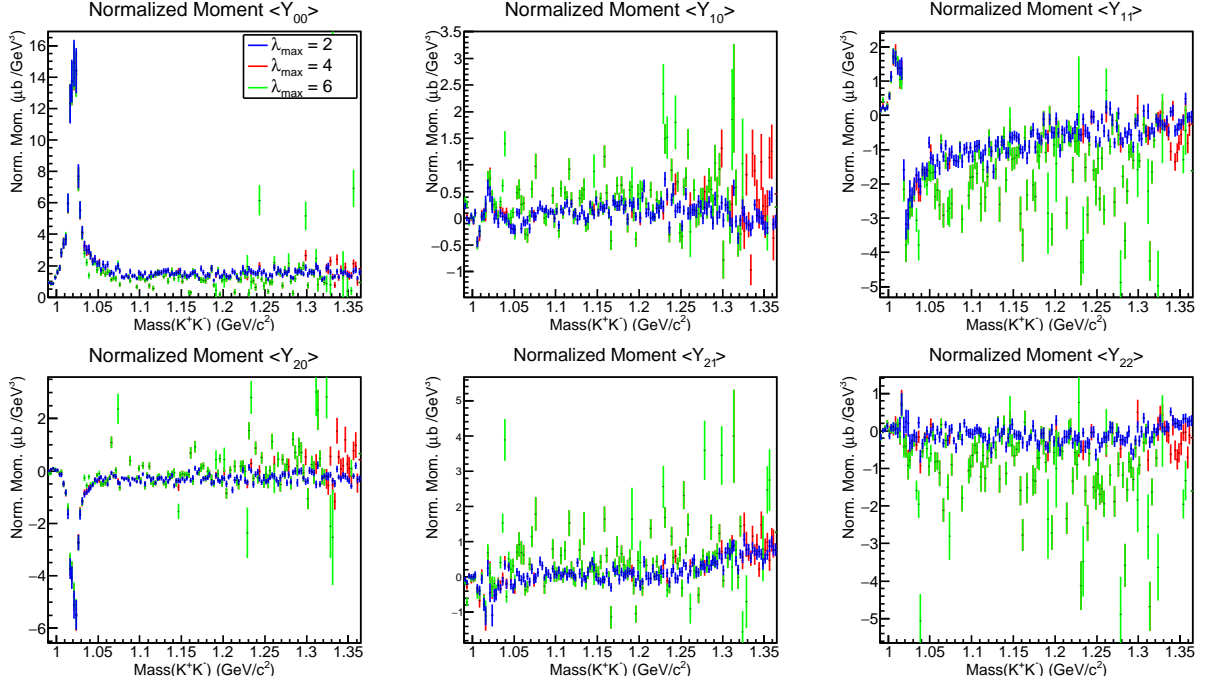 Normalized Moment <Y₀₀>
Norm. Mom. (μb /GeV³)
16
14
12
10
8
6
4
2
0
λmax = 2
λmax = 4
λmax = 6
1 1.05 1.1 1.15 1.2 1.25 1.3 1.35
Mass(K⁺K⁻) (GeV/c²)
Normalized Moment <Y₁₀>
Norm. Mom. (μb /GeV³)
3.5
3
2.5
2
1.5
1
0.5
0
−0.5
−1
1 1.05 1.1 1.15 1.2 1.25 1.3 1.35
Mass(K⁺K⁻) (GeV/c²)
Normalized Moment <Y₁₁>
Norm. Mom. (μb /GeV³)
2
1
0
−1
−2
−3
−4
−5
1 1.05 1.1 1.15 1.2 1.25 1.3 1.35
Mass(K⁺K⁻) (GeV/c²)
Normalized Moment <Y₂₀>
Norm. Mom. (μb /GeV³)
2
0
−2
−4
−6
1 1.05 1.1 1.15 1.2 1.25 1.3 1.35
Mass(K⁺K⁻) (GeV/c²)
Normalized Moment <Y₂₁>
Norm. Mom. (μb /GeV³)
5
4
3
2
1
0
−1
1 1.05 1.1 1.15 1.2 1.25 1.3 1.35
Mass(K⁺K⁻) (GeV/c²)
Normalized Moment <Y₂₂>
Norm. Mom. (μb /GeV³)
1
0
−1
−2
−3
−4
−5
1 1.05 1.1 1.15 1.2 1.25 1.3 1.35
Mass(K⁺K⁻) (GeV/c²)